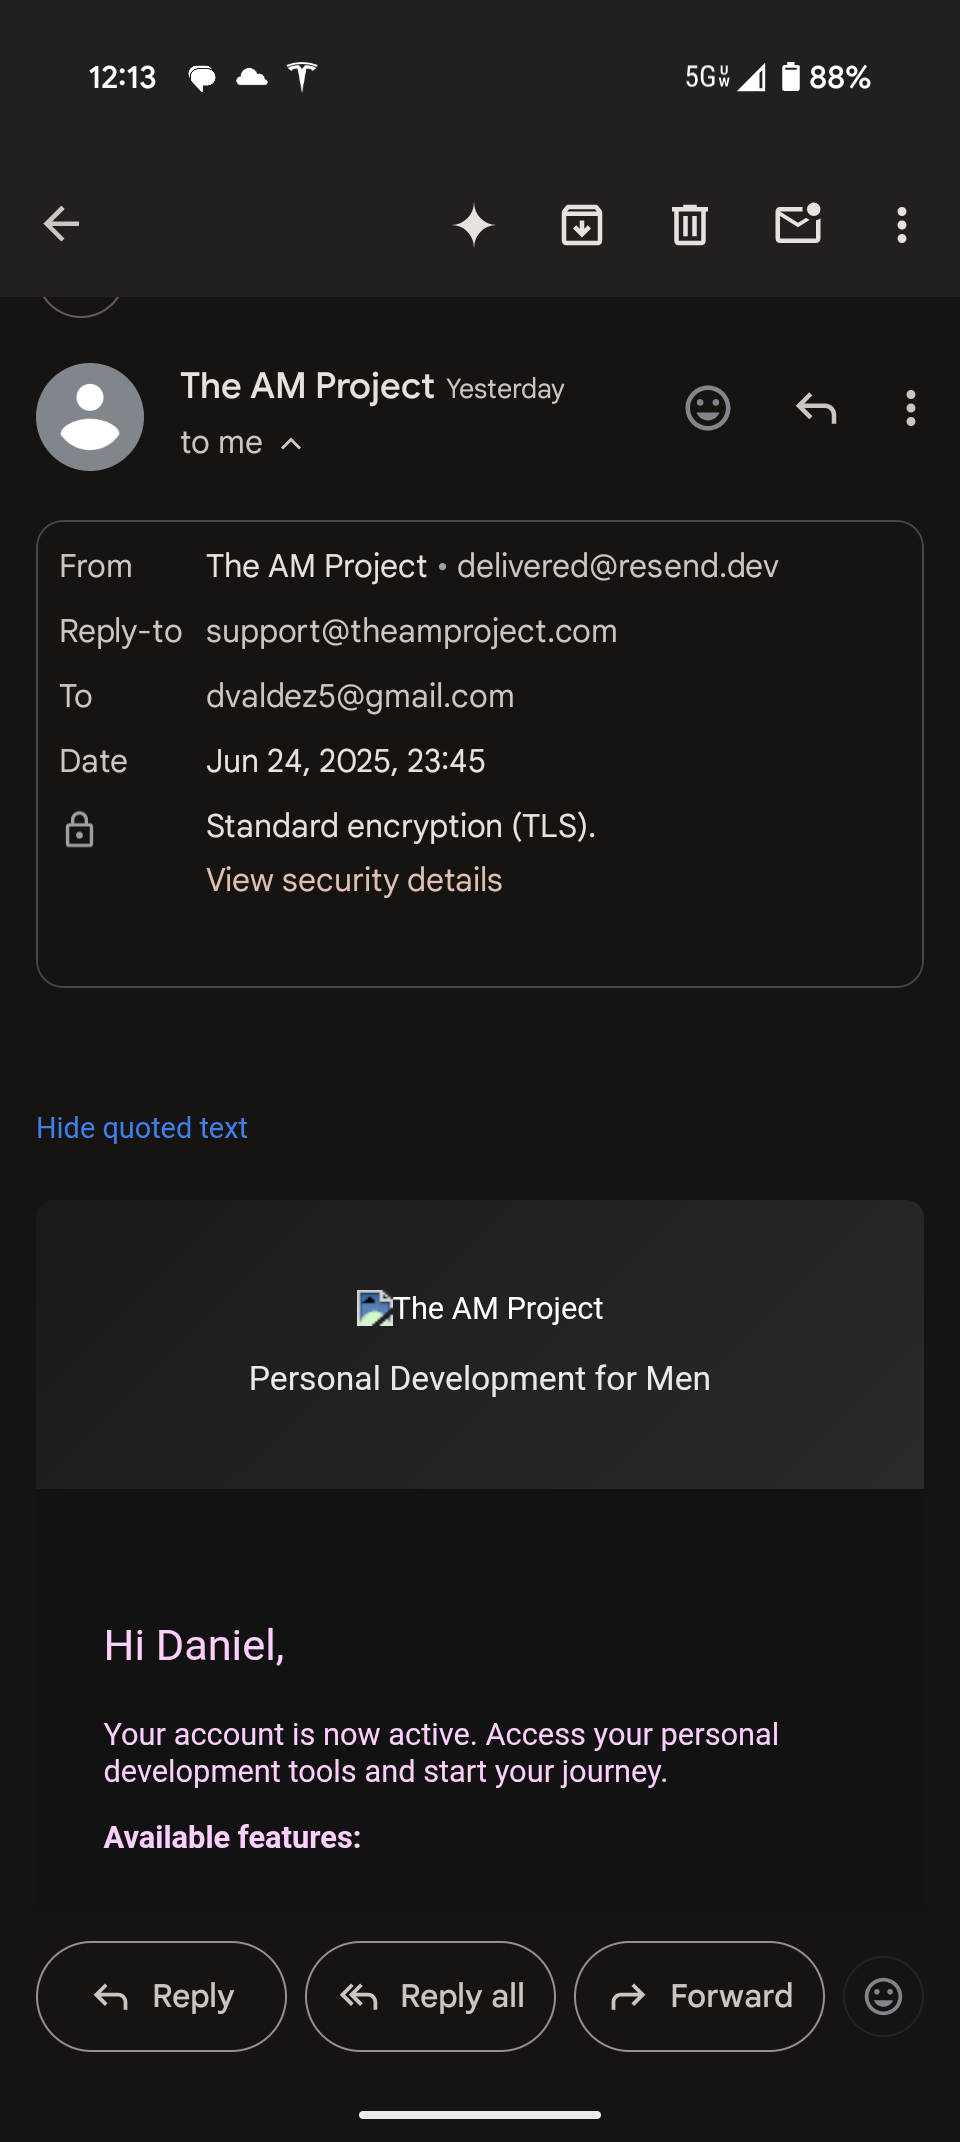 12:13
5G UW 88%
The AM Project Yesterday
to me
From The AM Project • delivered@resend.dev
Reply-to support@theamproject.com
To dvaldez5@gmail.com
Date Jun 24, 2025, 23:45
Standard encryption (TLS).
View security details
Hide quoted text
The AM Project
Personal Development for Men
Hi Daniel,
Your account is now active. Access your personal
development tools and start your journey.
Available features:
Reply Reply all Forward